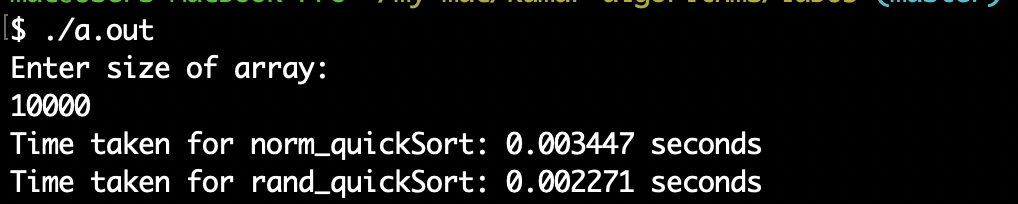 $ ./a.out
Enter size of array:
10000
Time taken for norm_quickSort: 0.003447 seconds
Time taken for rand_quickSort: 0.002271 seconds